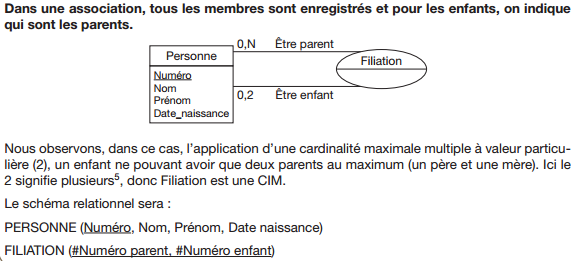 Dans une association, tous les membres sont enregistrés et pour les enfants, on indique
qui sont les parents.
0,N Être parent
Personne
Filiation
Numéro
Nom
Prénom
Date_naissance
0,2 Être enfant
Nous observons, dans ce cas, l'application d'une cardinalité maximale multiple à valeur particu-
lière (2), un enfant ne pouvant avoir que deux parents au maximum (un père et une mère). Ici le
2 signifie plusieurs5, donc Filiation est une CIM.
Le schéma relationnel sera :
PERSONNE (Numéro, Nom, Prénom, Date naissance)
FILIATION (#Numéro parent, #Numéro enfant)